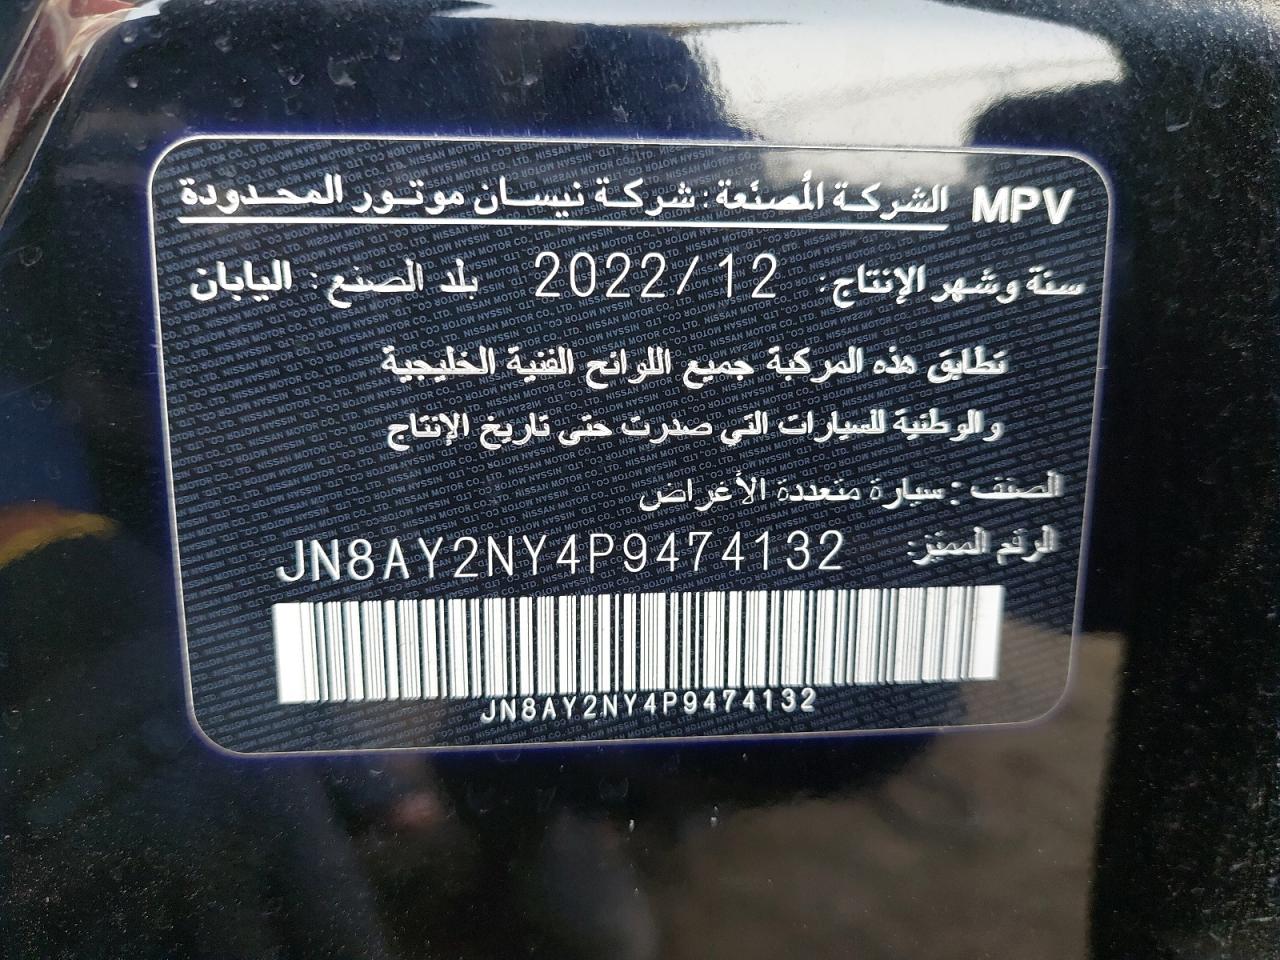 MPV الشركة المُصنّعة: شركة نيسان موتور المحدودة
سنة وشهر الإنتاج: 2022/12 بلد الصنع: اليابان
تطابق هذه المركبة جميع اللوائح الفنية الخليجية
والوطنية للسيارات التي صدرت حتى تاريخ الإنتاج
الصنف: سيارة متعددة الأغراض
الرقم المميّز: JN8AY2NY4P9474132
JN8AY2NY4P9474132